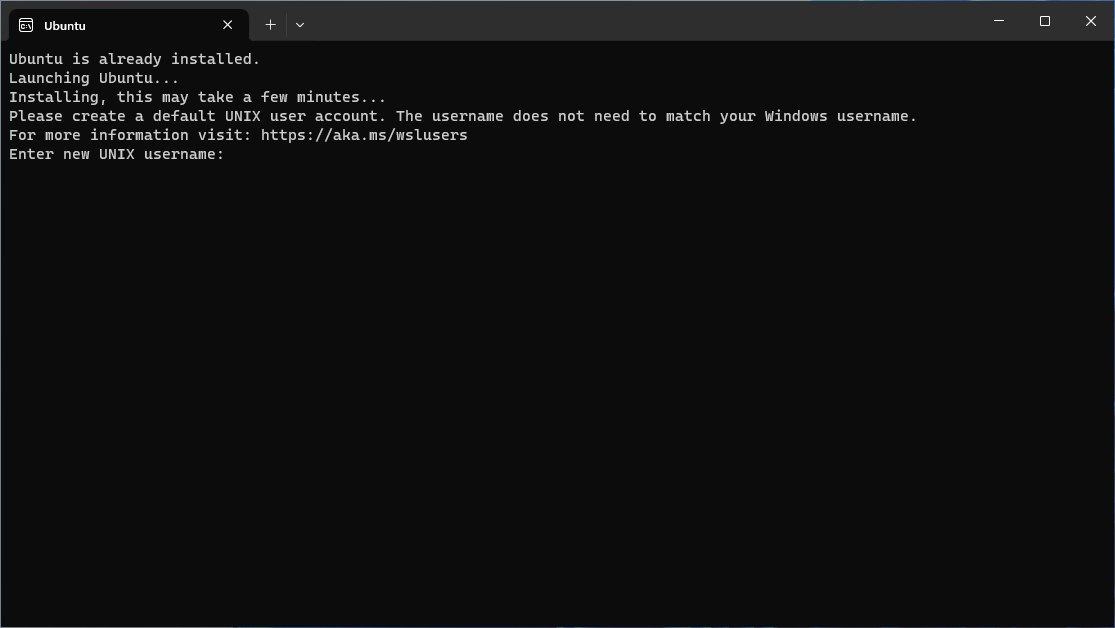 Ubuntu
Ubuntu is already installed.
Launching Ubuntu...
Installing, this may take a few minutes...
Please create a default UNIX user account. The username does not need to match your Windows username.
For more information visit: https://aka.ms/wslusers
Enter new UNIX username: